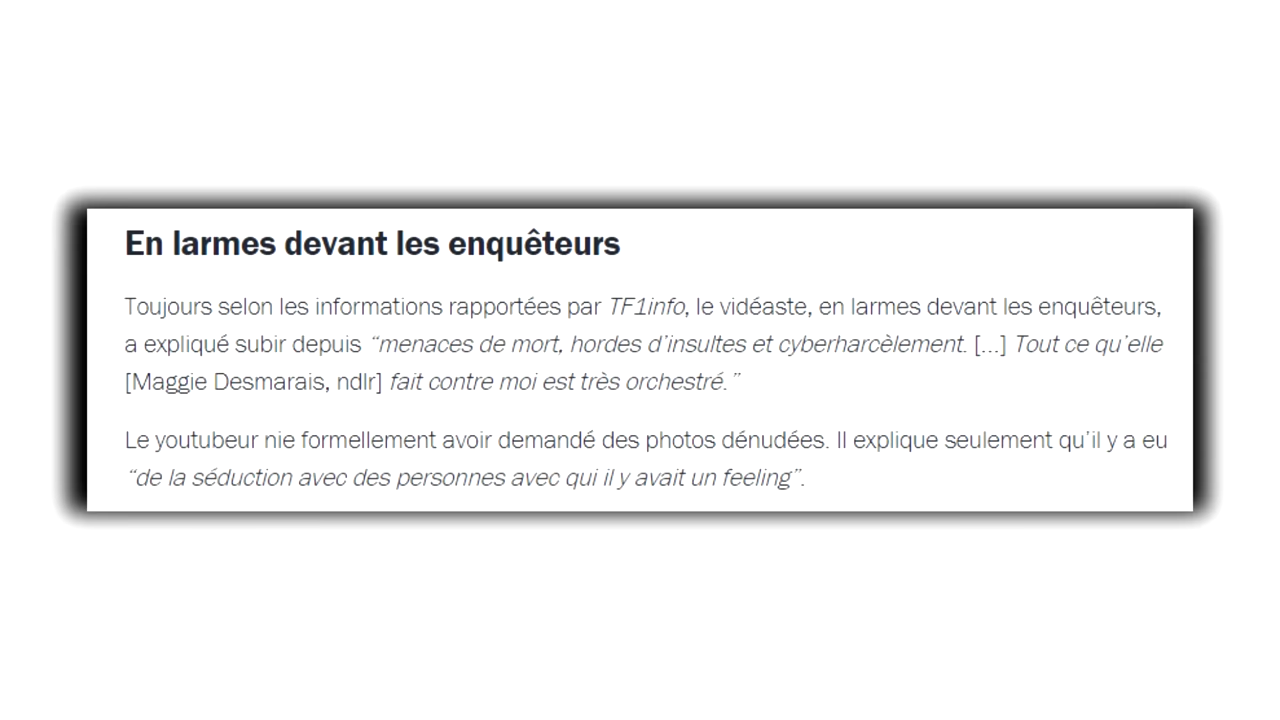 En larmes devant les enquêteurs
Toujours selon les informations rapportées par TF1info, le vidéaste, en larmes devant les enquêteurs,
a expliqué subir depuis “menaces de mort, hordes d’insultes et cyberharcèlement. [...] Tout ce qu’elle
[Maggie Desmarais, ndlr] fait contre moi est très orchestré.”
Le youtubeur nie formellement avoir demandé des photos dénudées. Il explique seulement qu’il y a eu
“de la séduction avec des personnes avec qui il y avait un feeling”.